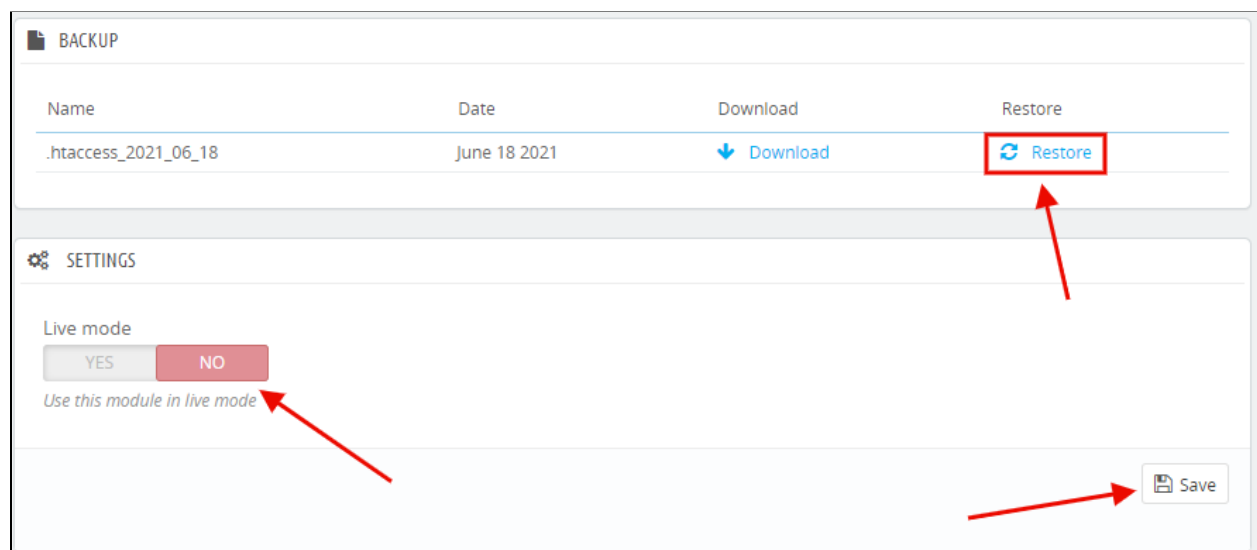 BACKUP
Name Date Download Restore
.htaccess_2021_06_18 June 18 2021 Download Restore
SETTINGS
Live mode
YES NO
Use this module in live mode
Save